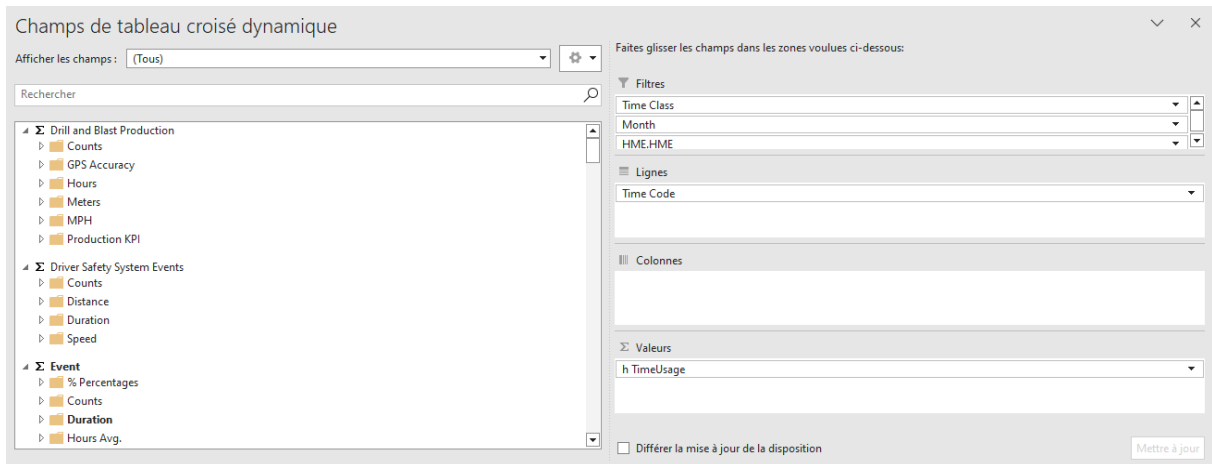 Champs de tableau croisé dynamique
Afficher les champs : (Tous)
Rechercher
Σ Drill and Blast Production
Counts
GPS Accuracy
Hours
Meters
MPH
Production KPI
Σ Driver Safety System Events
Counts
Distance
Duration
Speed
Σ Event
% Percentages
Counts
Duration
Hours Avg.
Faites glisser les champs dans les zones voulues ci-dessous:
Filtres
Time Class
Month
HME.HME
Lignes
Time Code
Colonnes
Σ Valeurs
h TimeUsage
Différer la mise à jour de la disposition
Mettre à jour